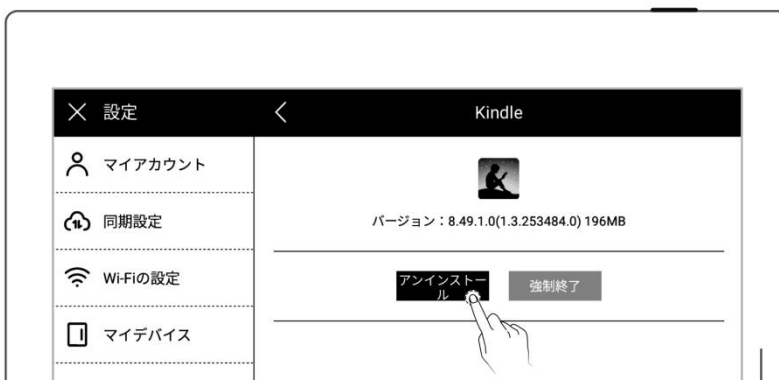 設定
Kindle
マイアカウント
同期設定
Wi-Fiの設定
マイデバイス
バージョン：8.49.1.0(1.3.253484.0) 196MB
アンインストー
ル
強制終了